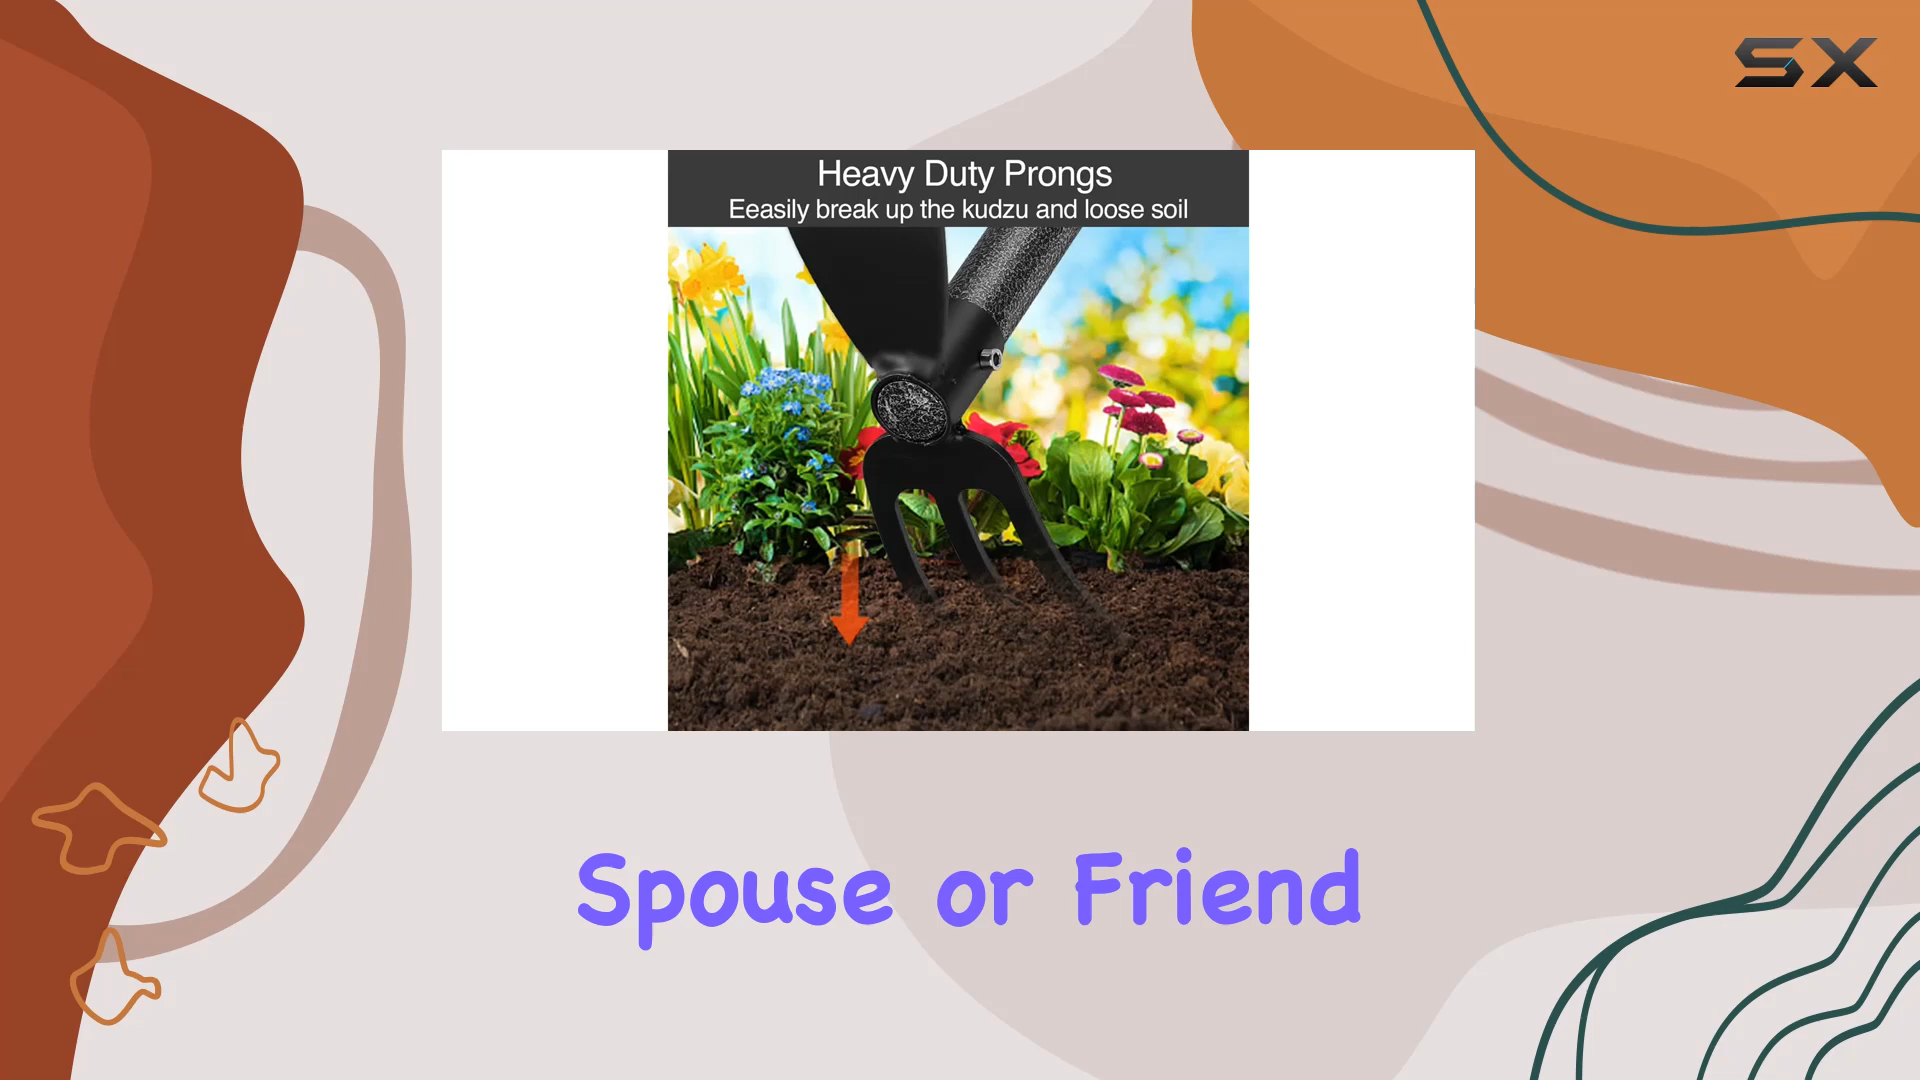 SX
Heavy Duty Prongs
Eeasily break up the kudzu and loose soil
Spouse or Friend